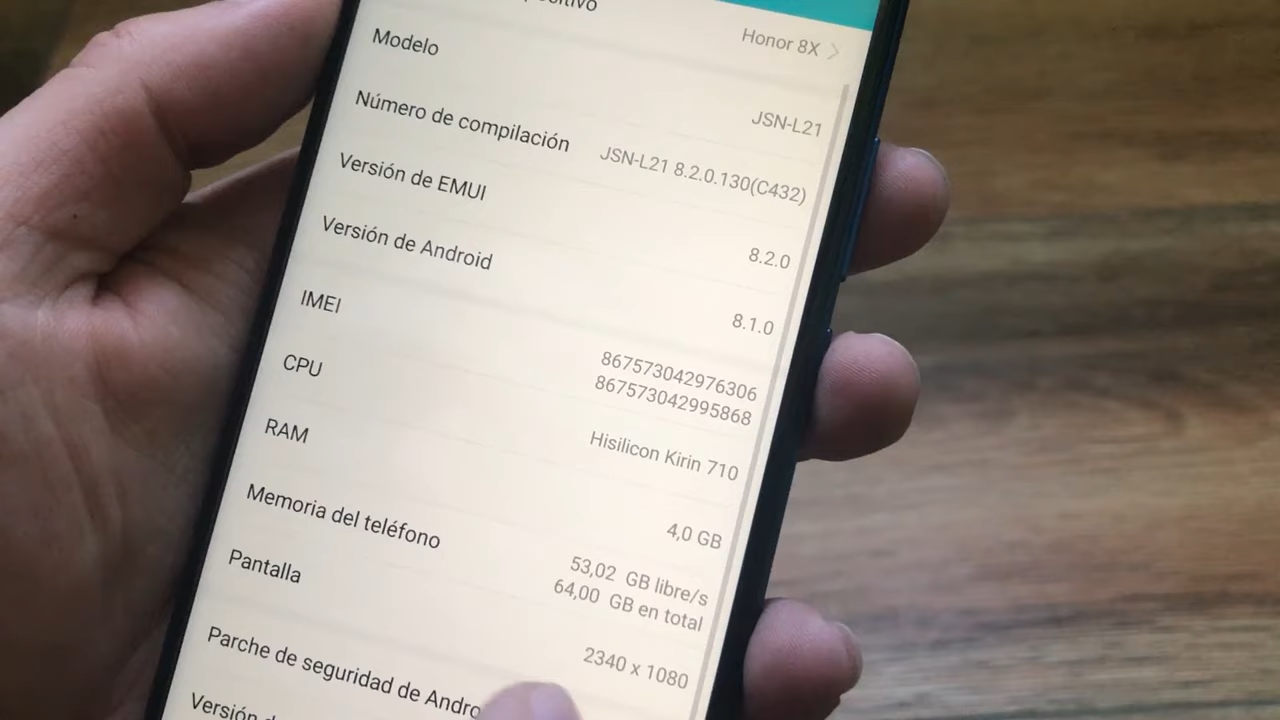 Honor 8X
Modelo
JSN-L21
Número de compilación
JSN-L21 8.2.0.130(C432)
Versión de EMUI
8.2.0
Versión de Android
8.1.0
IMEI
867573042976306
867573042995868
CPU
Hisilicon Kirin 710
RAM
4,0 GB
Memoria del teléfono
53,02 GB libre/s
64,00 GB en total
Pantalla
2340 x 1080
Parche de seguridad de
Versión